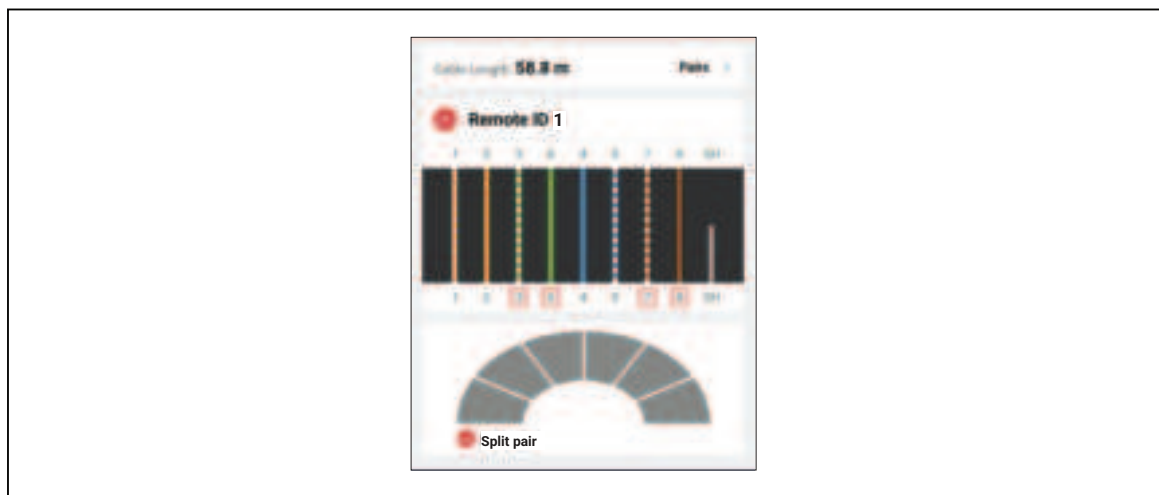 Cable Length 58.8 m Pairs
Remote ID 1
1 2 3 6 4 5 7 8 SH
1 2 3 6 4 5 7 8 SH
Split pair